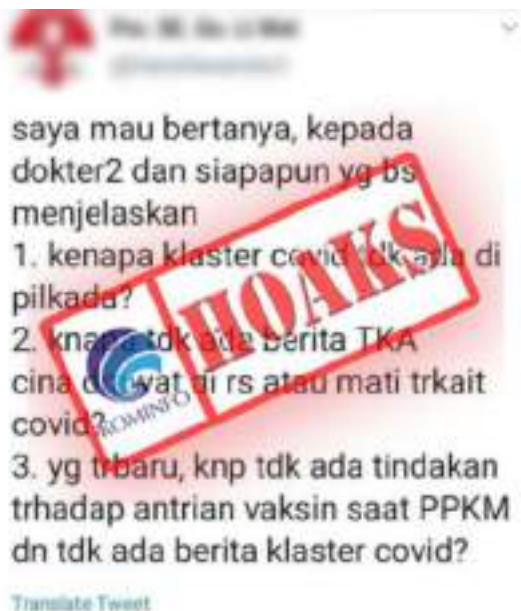 saya mau bertanya, kepada
dokter2 dan siapapun yg bs
menjelaskan
1. kenapa klaster covid tdk ada di
pilkada?
2. knapa tdk ada berita TKA
cina dirawat di rs atau mati trkait
covid?
3. yg trbaru, knp tdk ada tindakan
trhadap antrian vaksin saat PPKM
dn tdk ada berita klaster covid?
Translate Tweet
HOAKS
KOMINFO